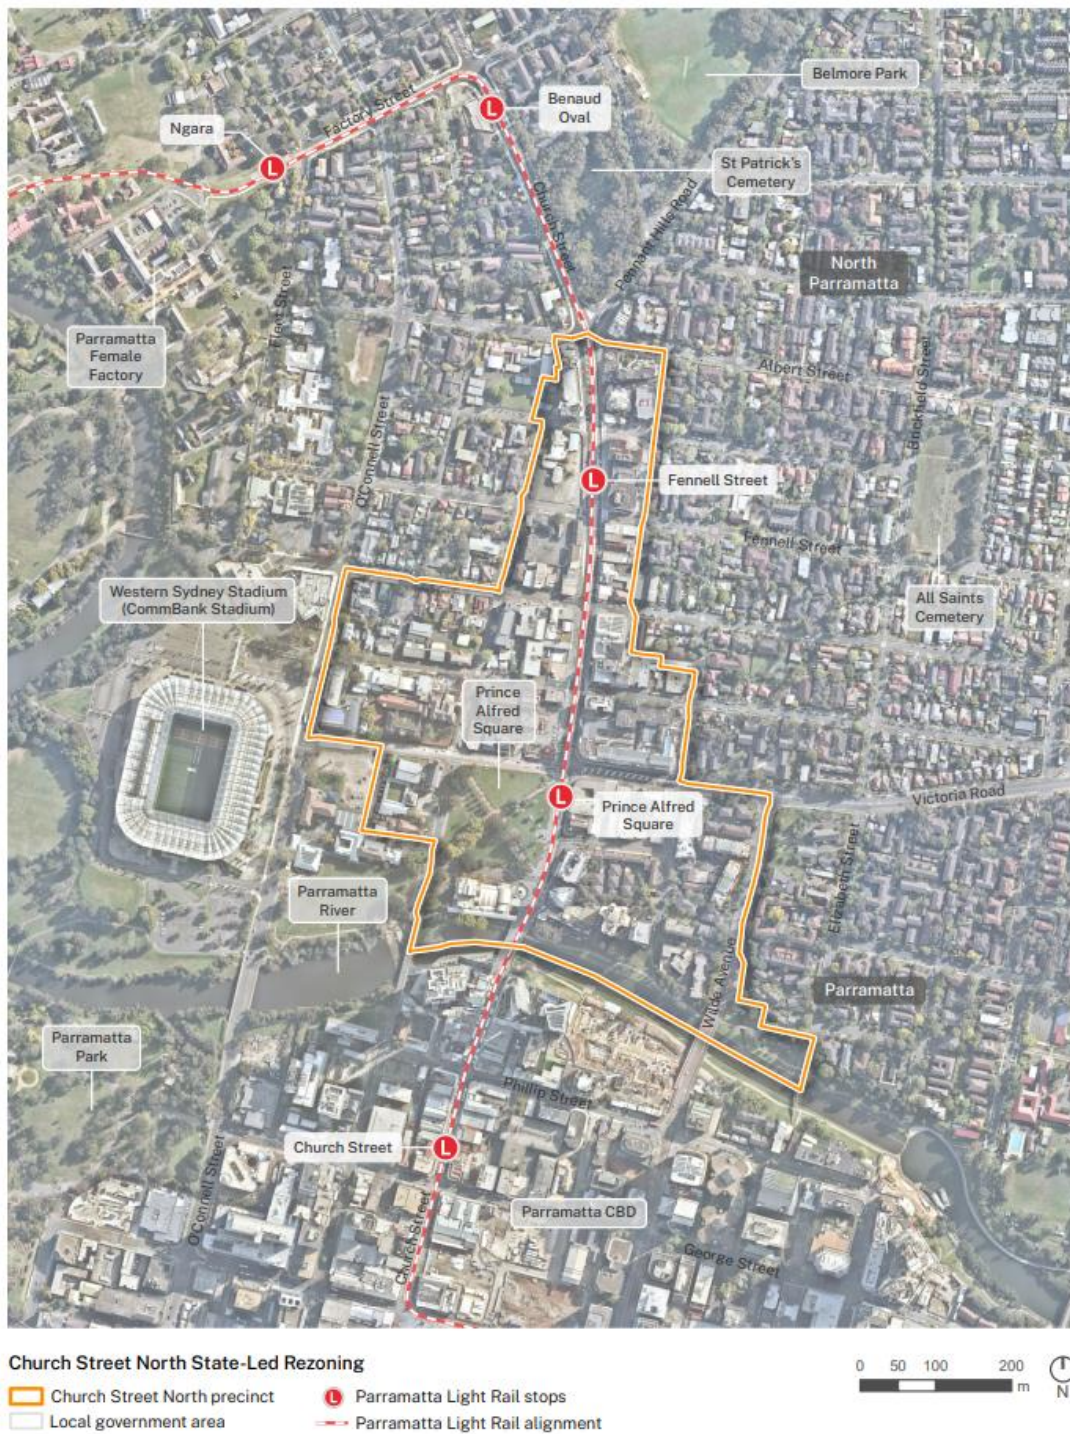 Belmore Park
Benaud
Oval
Ngara
Factory Street
St Patrick's
Cemetery
Church Street
Pennant Hills Road
North
Parramatta
Fleet Street
Parramatta
Female
Factory
Albert Street
Brickfield Street
O'Connell Street
Fennell Street
Fennell Street
Western Sydney Stadium
(CommBank Stadium)
All Saints
Cemetery
Prince
Alfred
Square
Prince Alfred
Square
Victoria Road
Elizabeth Street
Parramatta
River
Wilde Avenue
Parramatta
Parramatta
Park
Phillip Street
Church Street
O'Connell Street
Church Street
Parramatta CBD
George Street
L
L
L
L
L
Church Street North State-Led Rezoning
Church Street North precinct
L Parramatta Light Rail stops
Local government area
Parramatta Light Rail alignment
0 50 100 200
m
N